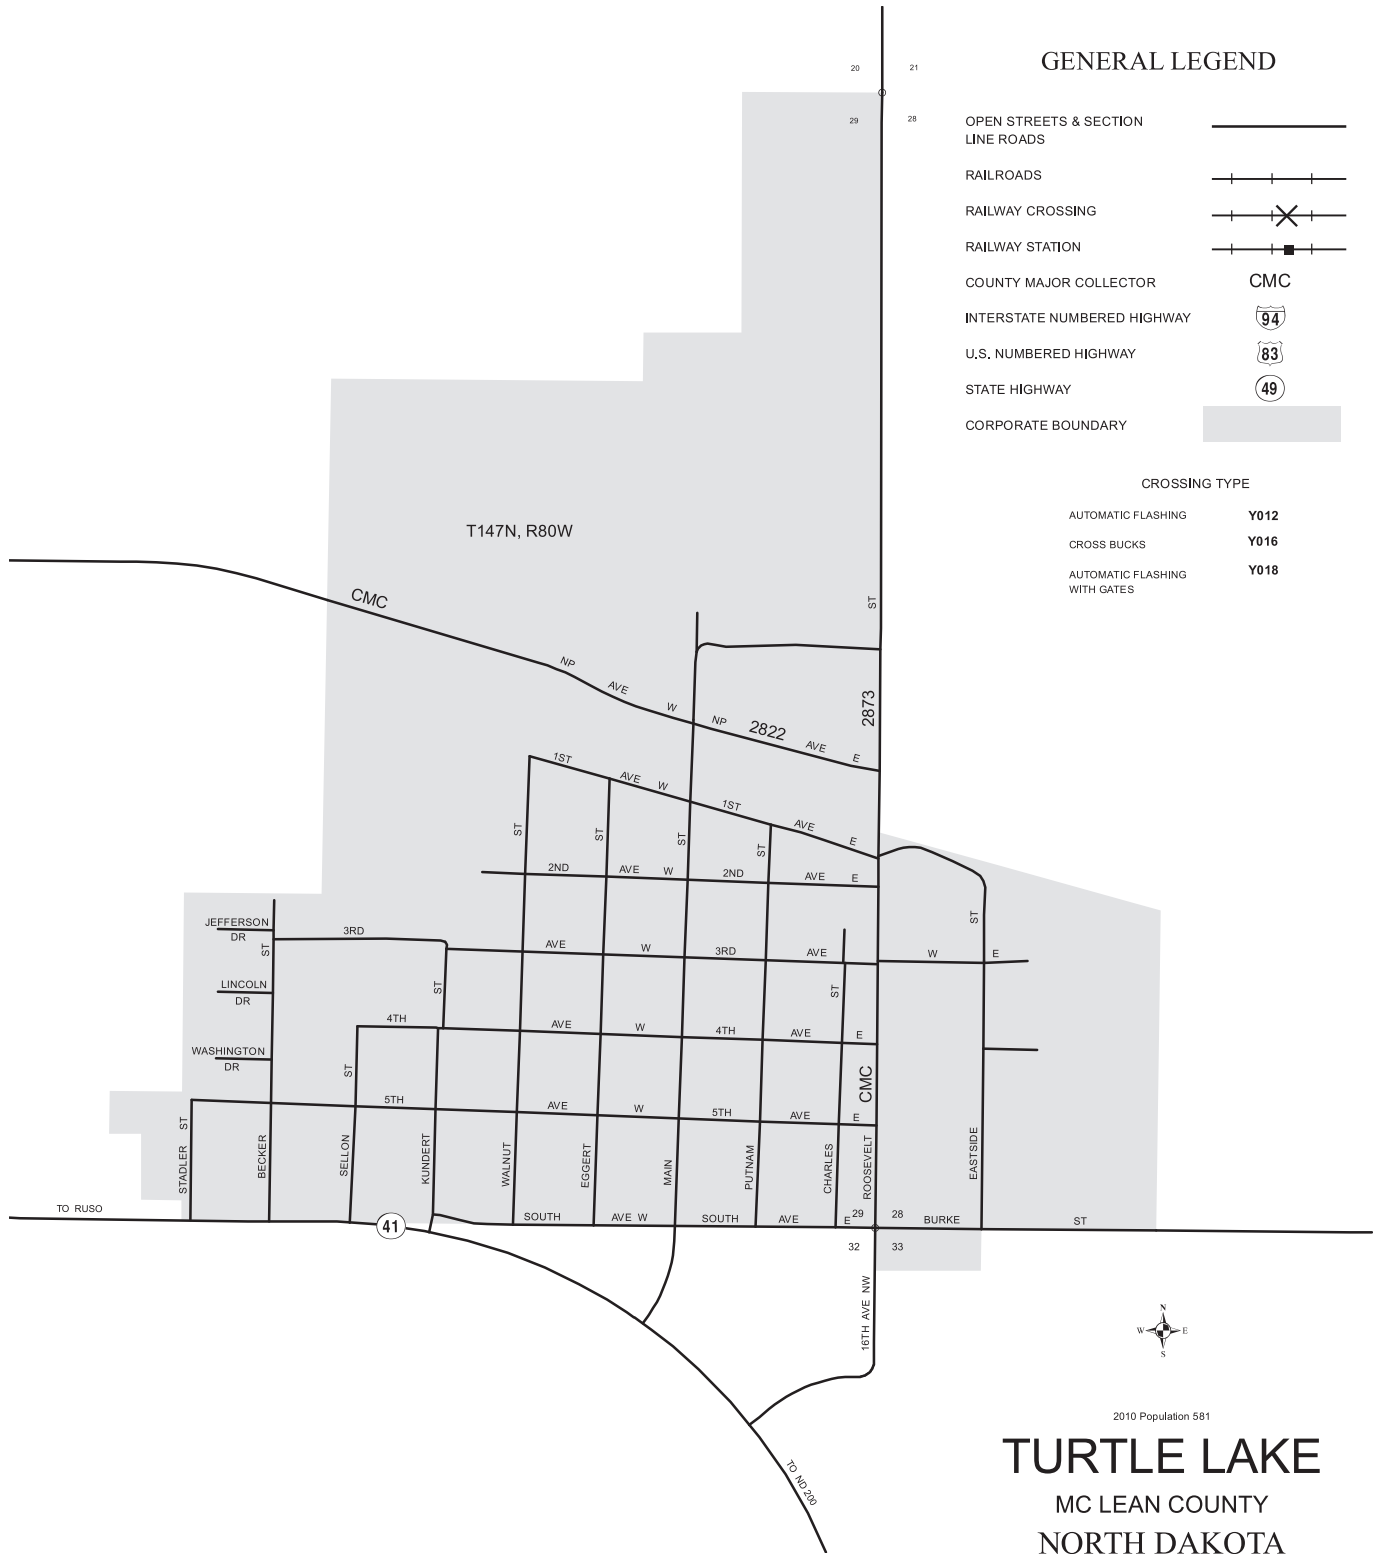 20
21
GENERAL LEGEND
29
28
OPEN STREETS & SECTION
LINE ROADS
RAILROADS
RAILWAY CROSSING
RAILWAY STATION
COUNTY MAJOR COLLECTOR
CMC
INTERSTATE NUMBERED HIGHWAY
94
U.S. NUMBERED HIGHWAY
83
STATE HIGHWAY
49
CORPORATE BOUNDARY
CROSSING TYPE
AUTOMATIC FLASHING
Y012
CROSS BUCKS
Y016
AUTOMATIC FLASHING
WITH GATES
Y018
T147N, R80W
CMC
ST
NP AVE W
NP
2822
AVE E
2873
1ST AVE W
1ST AVE E
ST
ST
ST
ST
2ND AVE W
2ND AVE E
JEFFERSON
DR
ST
3RD
AVE W
3RD AVE
W
E
ST
LINCOLN
DR
ST
ST
4TH
AVE W
4TH AVE E
WASHINGTON
DR
ST
CMC
5TH
AVE W
5TH AVE E
STADLER ST
BECKER
SELLON
KUNDERT
WALNUT
EGGERT
MAIN
PUTNAM
CHARLES
ROOSEVELT
EASTSIDE
TO RUSO
41
SOUTH AVE W
SOUTH AVE E
29
28
BURKE ST
32
33
16TH AVE NW
N
W
E
S
TO ND 200
2010 Population 581
TURTLE LAKE
MC LEAN COUNTY
NORTH DAKOTA